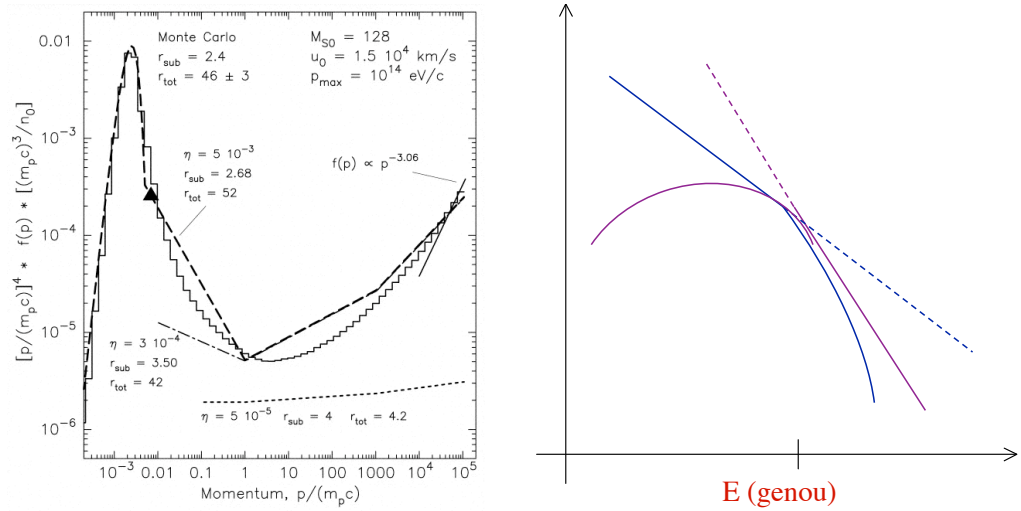 Monte Carlo
r_sub = 2.4
r_tot = 46 ± 3
M_S0 = 128
u_0 = 1.5 10^4 km/s
p_max = 10^14 eV/c
η = 5 10^-3
r_sub = 2.68
r_tot = 52
f(p) ∝ p^-3.06
η = 3 10^-4
r_sub = 3.50
r_tot = 42
η = 5 10^-5 r_sub = 4 r_tot = 4.2
[p/(m_pc)]^4 * f(p) * [(m_pc)^3/n_0]
0.01
10^-3
10^-4
10^-5
10^-6
10^-3 0.01 0.1 1 10 100 1000 10^4 10^5
Momentum, p/(m_pc)
E (genou)